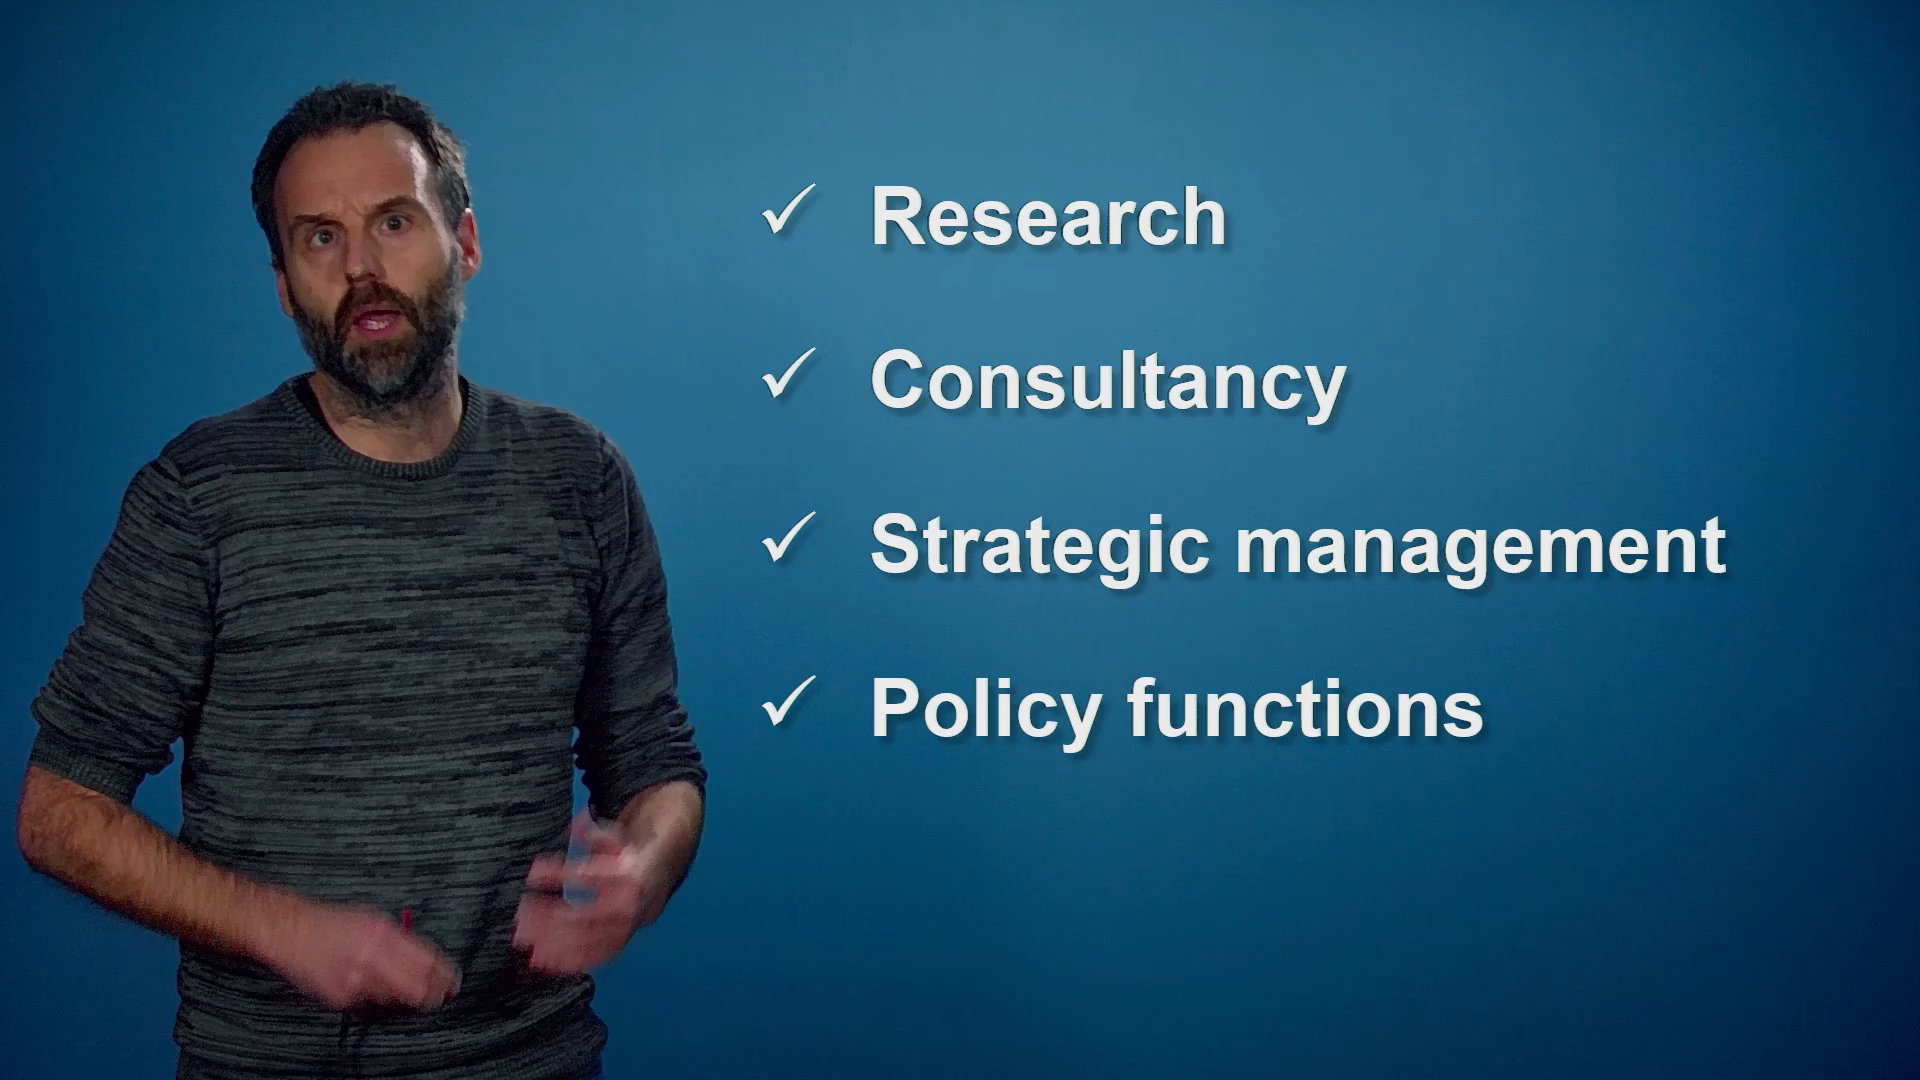 ✓ Research
✓ Consultancy
✓ Strategic management
✓ Policy functions